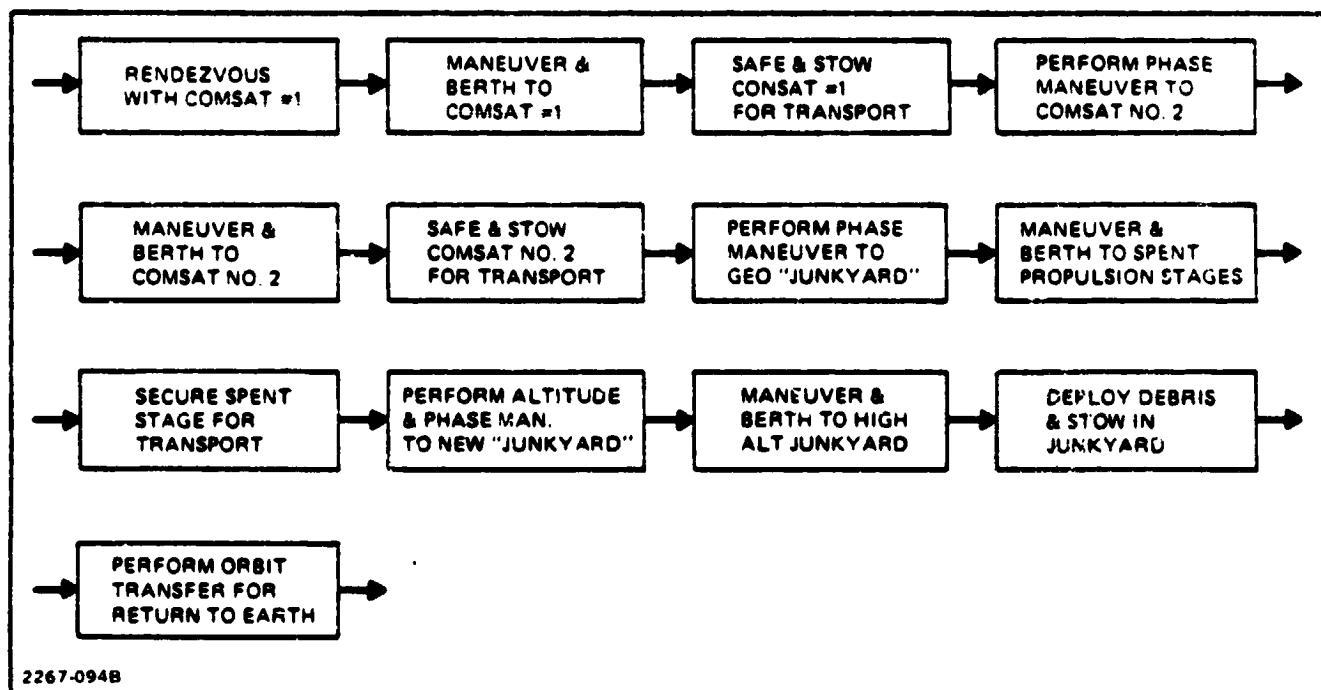 RENDEZVOUS
WITH COMSAT #1
MANEUVER &
BERTH TO
COMSAT #1
SAFE & STOW
CONSAT #1
FOR TRANSPORT
PERFORM PHASE
MANEUVER TO
COMSAT NO. 2
MANEUVER &
BERTH TO
COMSAT NO. 2
SAFE & STOW
COMSAT NO. 2
FOR TRANSPORT
PERFORM PHASE
MANEUVER TO
GEO "JUNKYARD"
MANEUVER &
BERTH TO SPENT
PROPULSION STAGES
SECURE SPENT
STAGE FOR
TRANSPORT
PERFORM ALTITUDE
& PHASE MAN.
TO NEW "JUNKYARD"
MANEUVER &
BERTH TO HIGH
ALT JUNKYARD
DEPLOY DEBRIS
& STOW IN
JUNKYARD
PERFORM ORBIT
TRANSFER FOR
RETURN TO EARTH
2267-094B